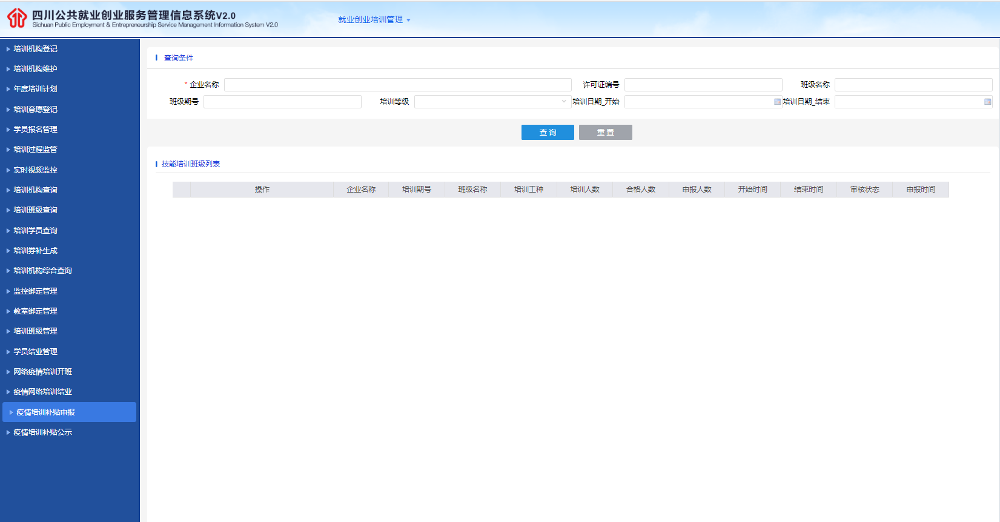 四川公共就业创业服务管理信息系统V2.0
Sichuan Public Employment & Entrepreneurship Service Management Information System V2.0
就业创业培训管理
培训机构登记
培训机构维护
年度培训计划
培训意愿登记
学员报名管理
培训过程监管
实时视频监控
培训机构查询
培训班级查询
培训学员查询
培训券补生成
培训机构综合查询
监控绑定管理
教室绑定管理
培训班级管理
学员结业管理
网络疫情培训开班
疫情网络培训结业
疫情培训补贴申报
疫情培训补贴公示
查询条件
* 企业名称 许可证编号 班级名称
班级期号 培训等级 培训日期_开始 培训日期_结束
查 询 重 置
技能培训班级列表
操作 企业名称 培训期号 班级名称 培训工种 培训人数 合格人数 申报人数 开始时间 结束时间 审核状态 申报时间